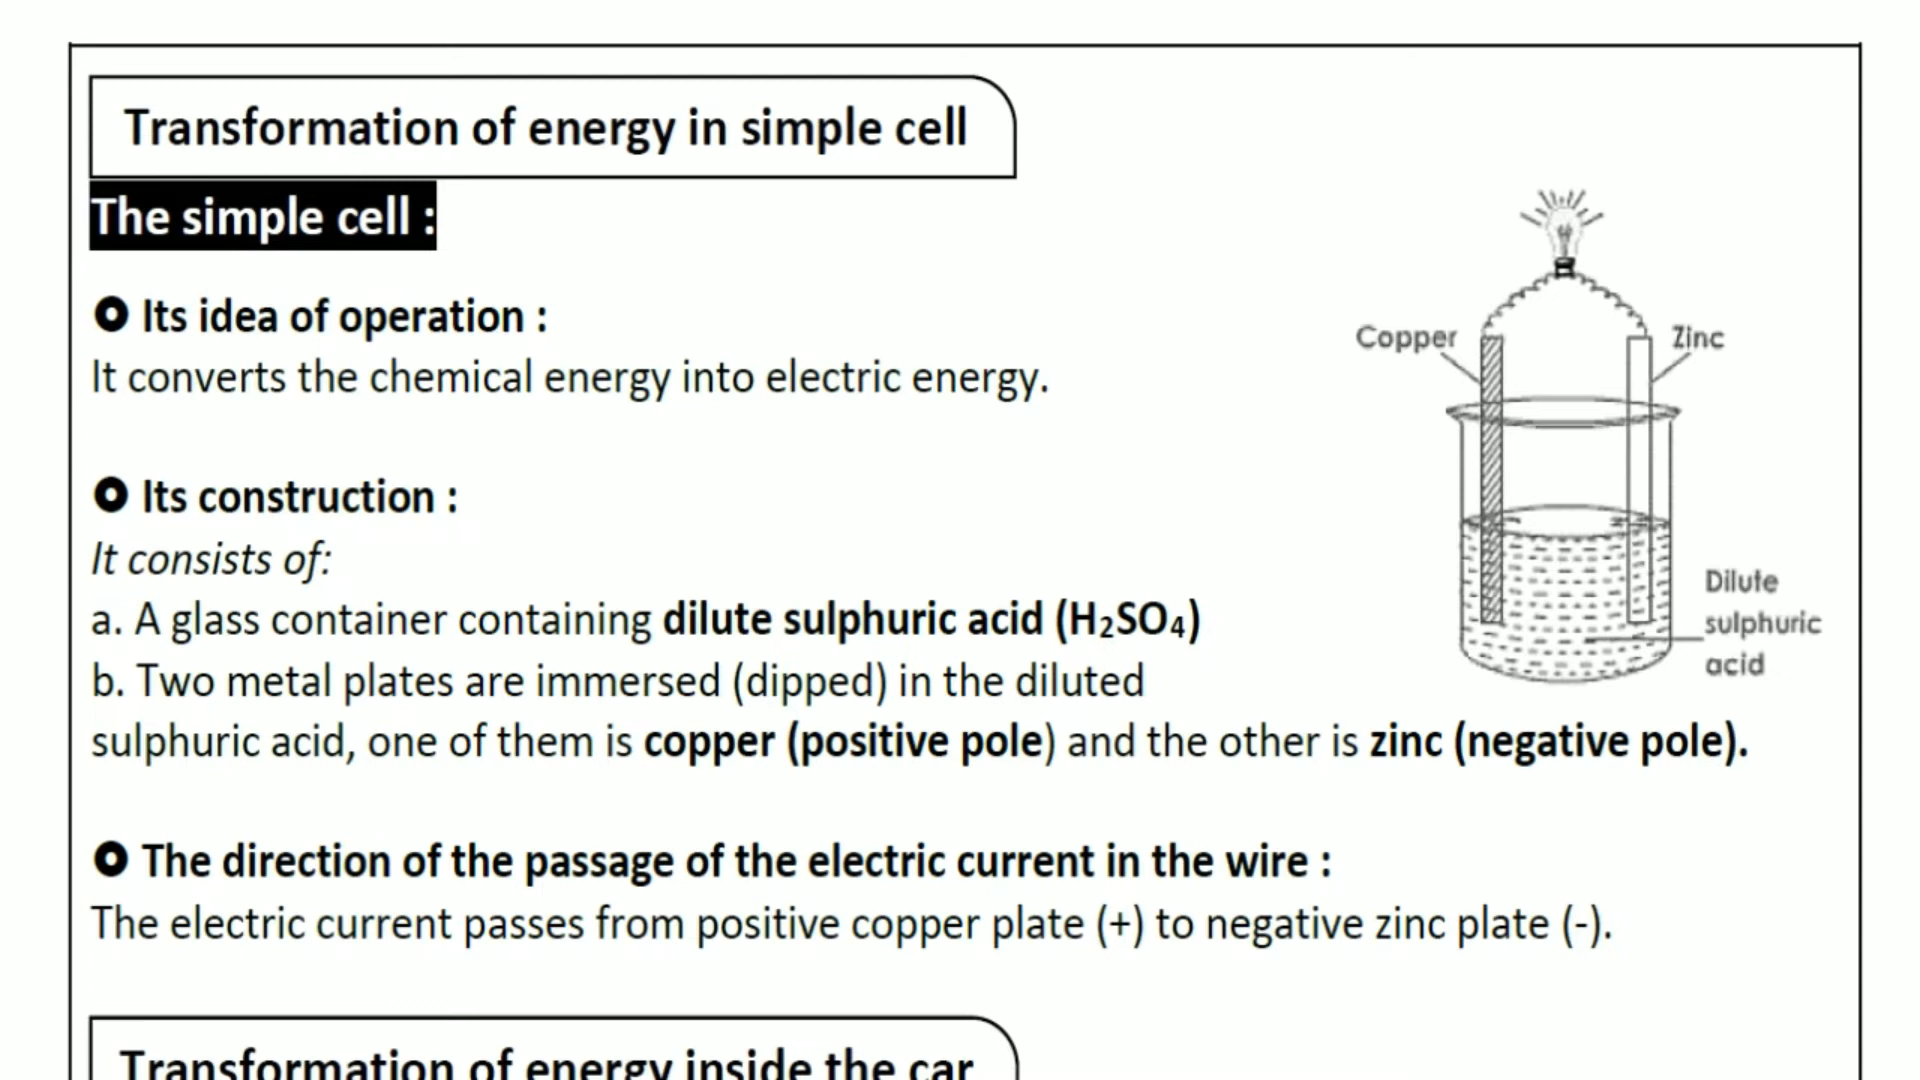 Transformation of energy in simple cell
The simple cell :
Its idea of operation :
It converts the chemical energy into electric energy.
Its construction :
It consists of:
a. A glass container containing dilute sulphuric acid (H₂SO₄)
b. Two metal plates are immersed (dipped) in the diluted
sulphuric acid, one of them is copper (positive pole) and the other is zinc (negative pole).
The direction of the passage of the electric current in the wire :
The electric current passes from positive copper plate (+) to negative zinc plate (-).
Transformation of energy inside the car
Copper
Zinc
Dilute
sulphuric
acid